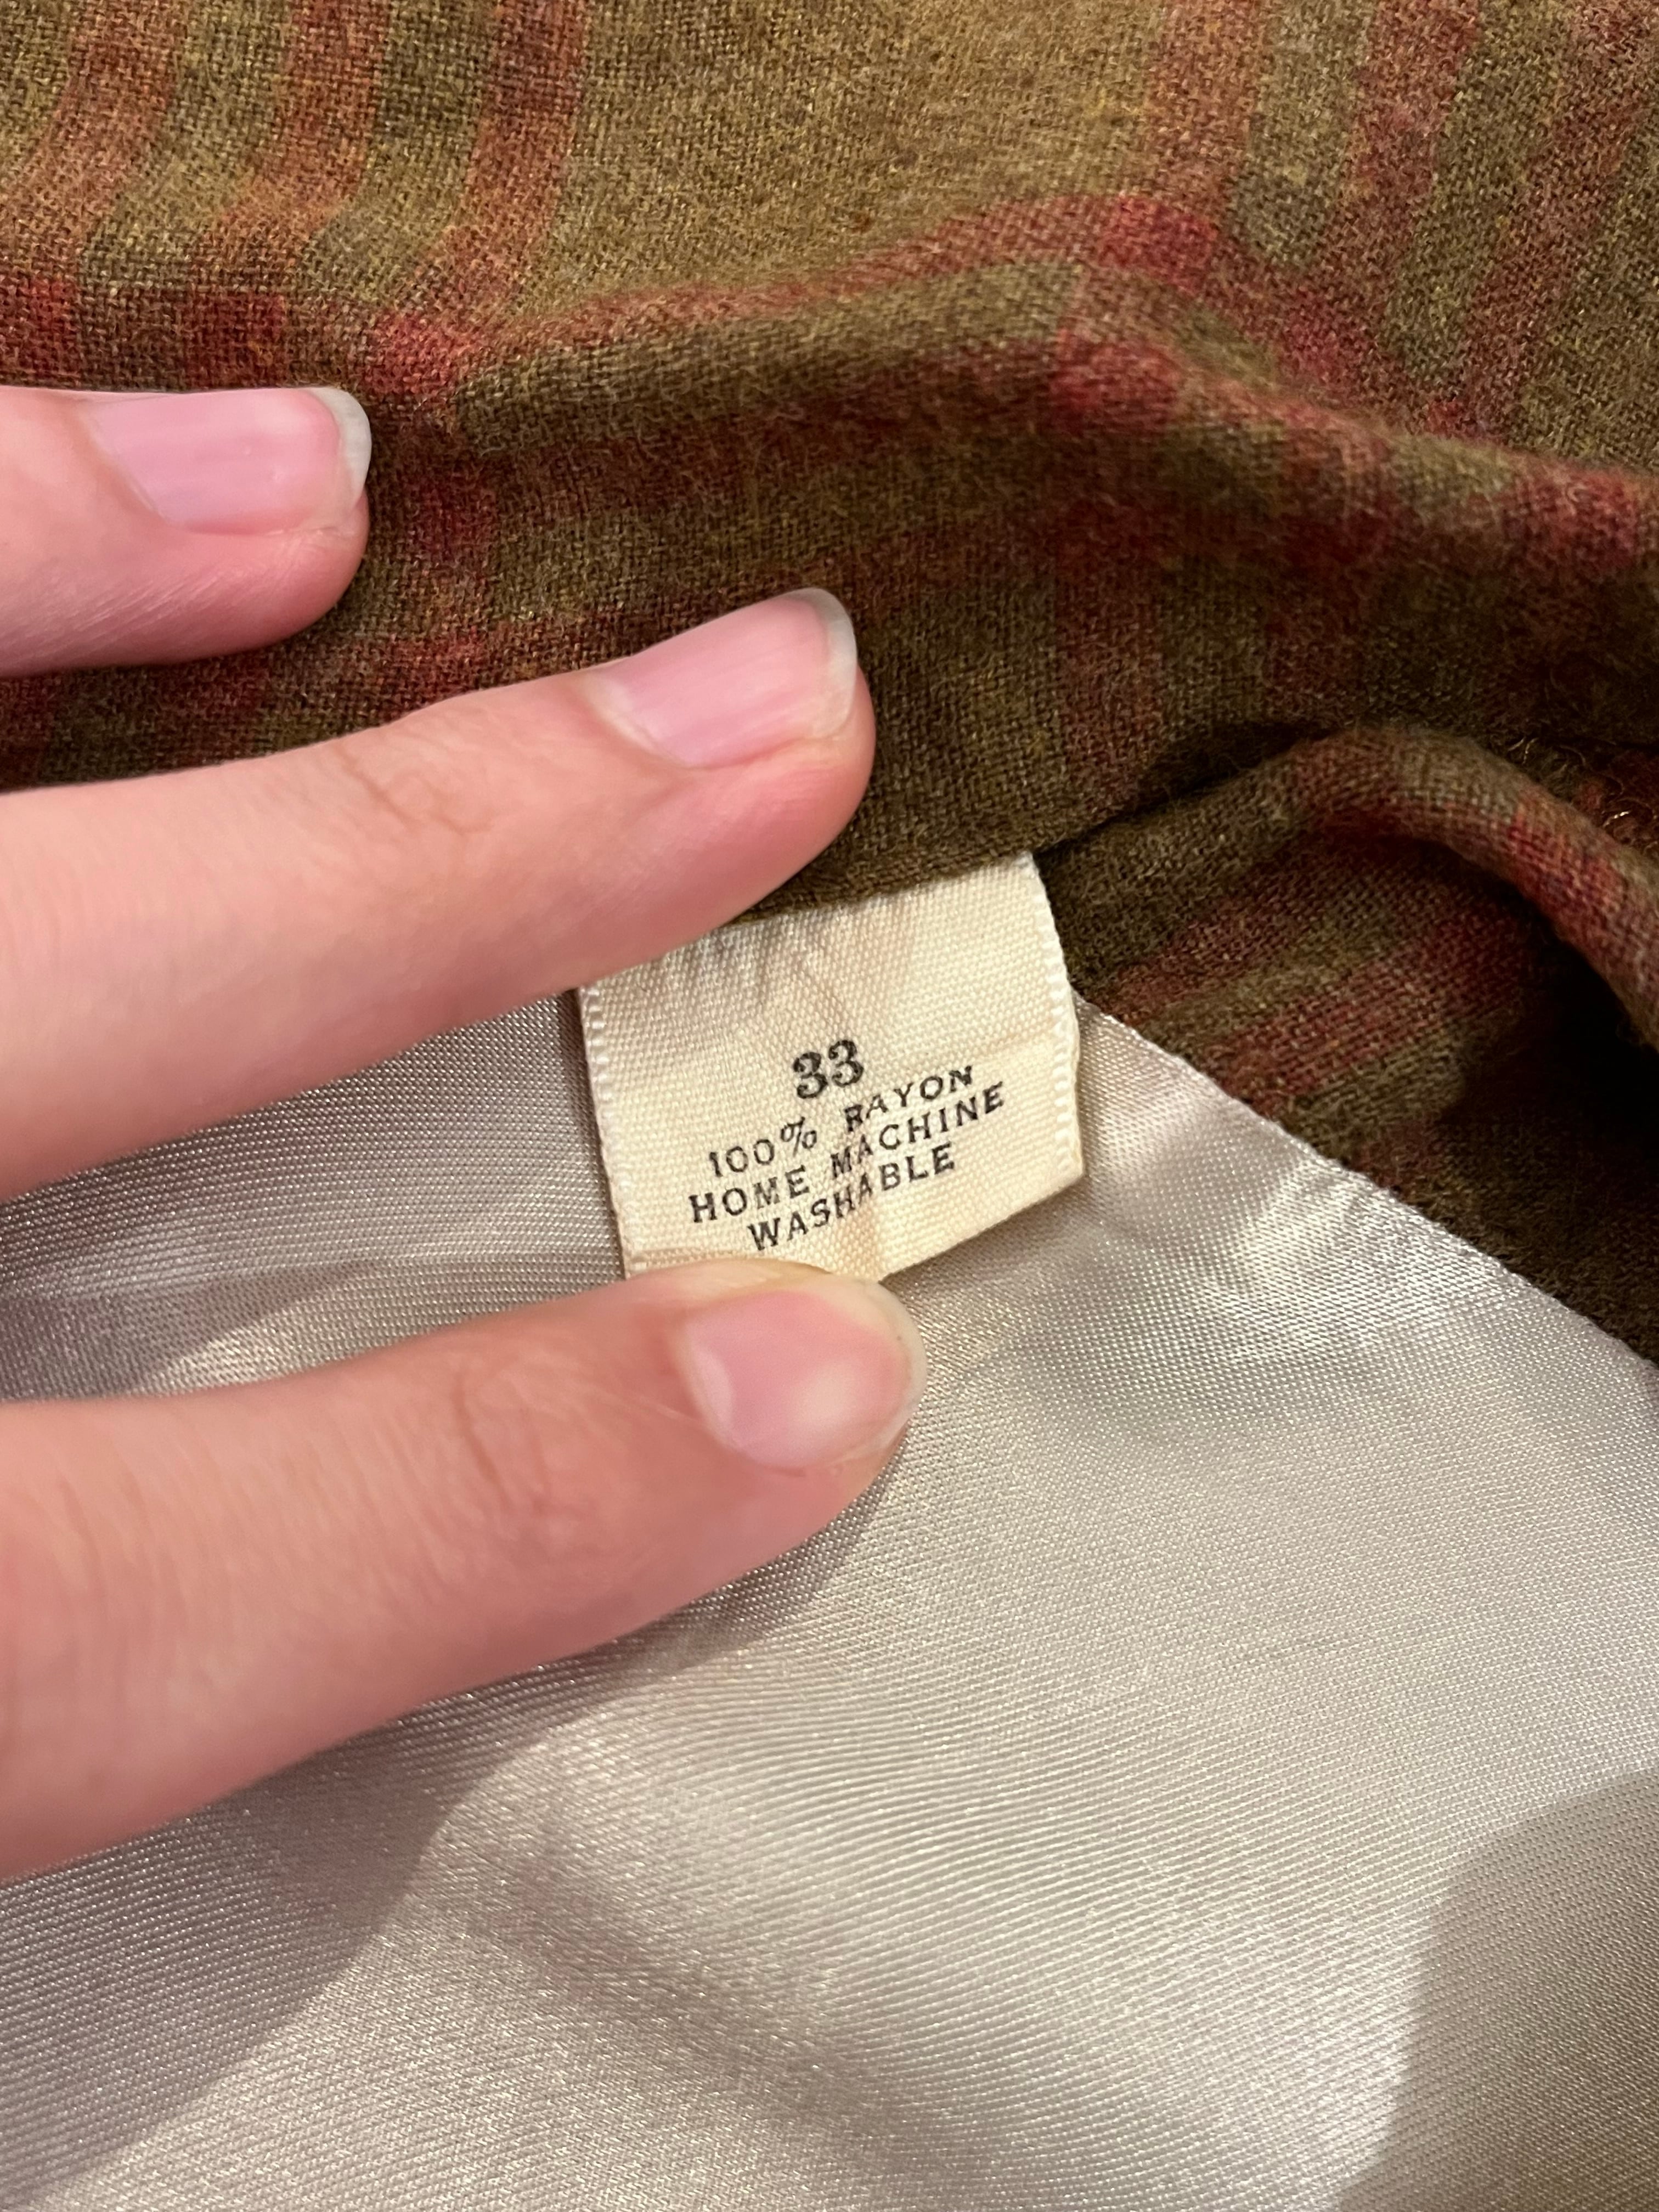 33
100% RAYON
HOME MACHINE
WASHABLE